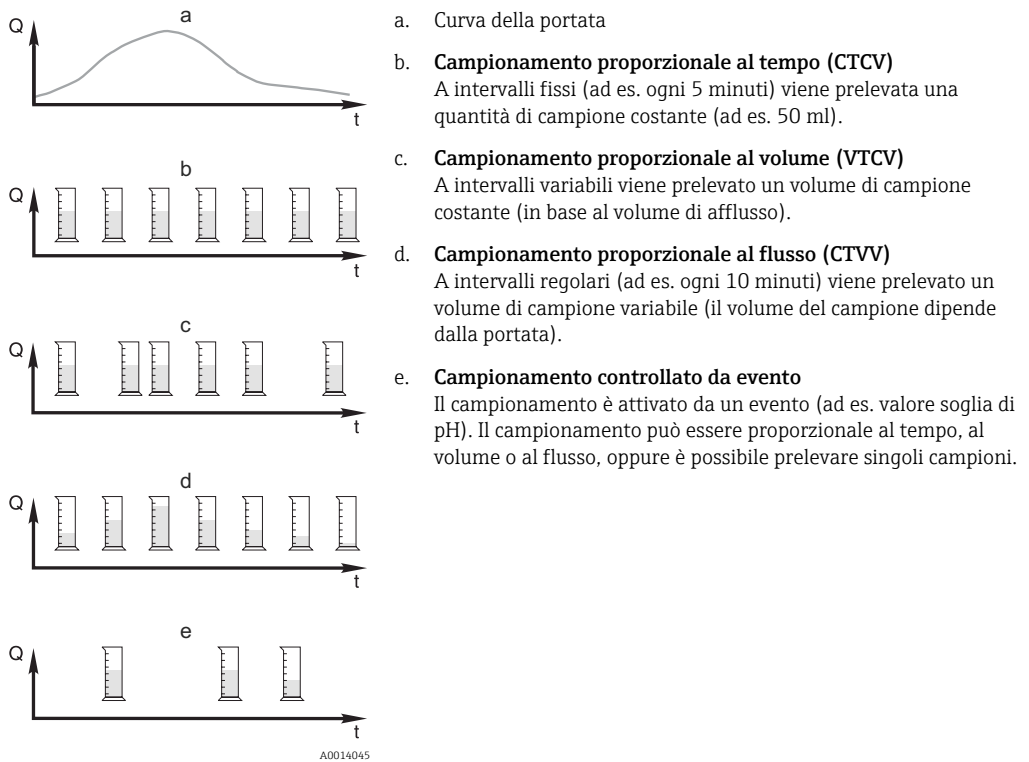 a
Q
t
b
Q
t
c
Q
t
d
Q
t
e
Q
t
A0014045
a. Curva della portata
b. Campionamento proporzionale al tempo (CTCV)
A intervalli fissi (ad es. ogni 5 minuti) viene prelevata una
quantità di campione costante (ad es. 50 ml).
c. Campionamento proporzionale al volume (VTCV)
A intervalli variabili viene prelevato un volume di campione
costante (in base al volume di afflusso).
d. Campionamento proporzionale al flusso (CTVV)
A intervalli regolari (ad es. ogni 10 minuti) viene prelevato un
volume di campione variabile (il volume del campione dipende
dalla portata).
e. Campionamento controllato da evento
Il campionamento è attivato da un evento (ad es. valore soglia di
pH). Il campionamento può essere proporzionale al tempo, al
volume o al flusso, oppure è possibile prelevare singoli campioni.